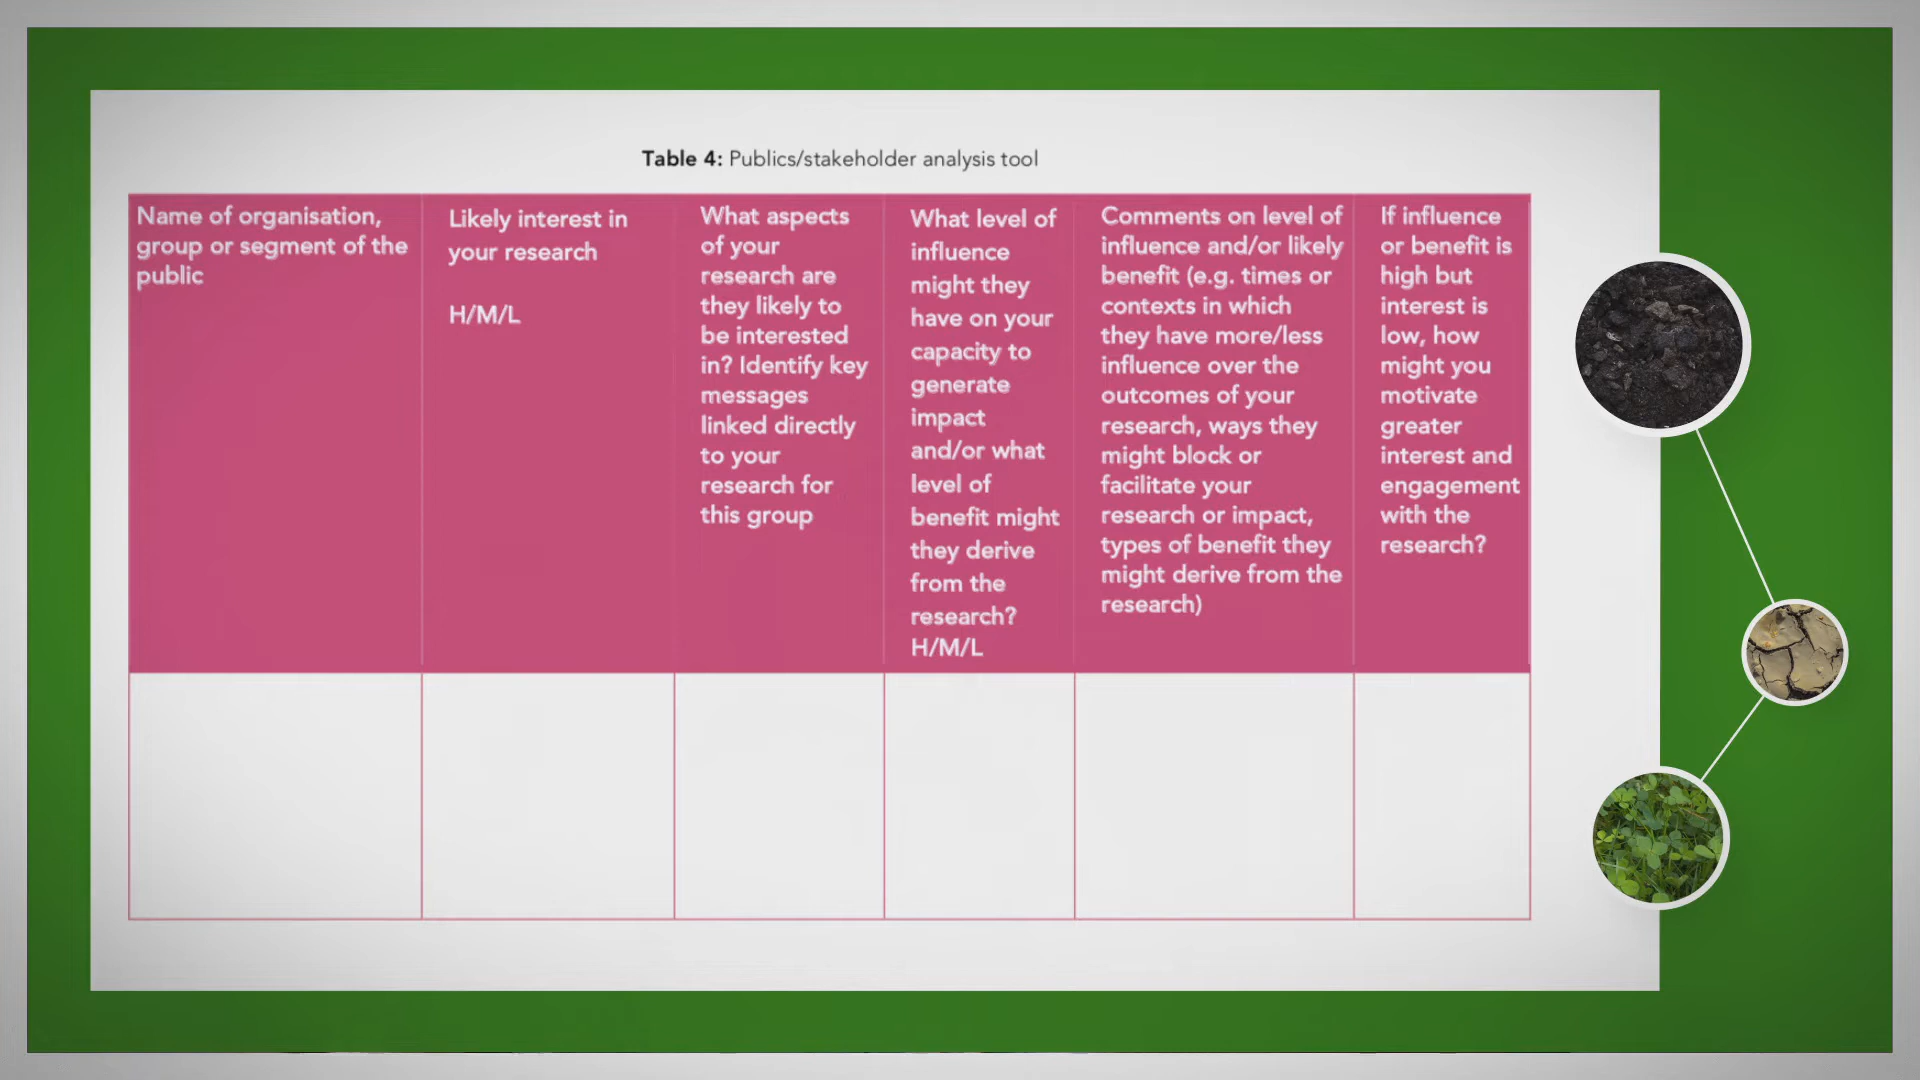 Table 4: Publics/stakeholder analysis tool
Name of organisation,
group or segment of the
public
Likely interest in
your research
H/M/L
What aspects
of your
research are
they likely to
be interested
in? Identify key
messages
linked directly
to your
research for
this group
What level of
influence
might they
have on your
capacity to
generate
impact
and/or what
level of
benefit might
they derive
from the
research?
H/M/L
Comments on level of
influence and/or likely
benefit (e.g. times or
contexts in which
they have more/less
influence over the
outcomes of your
research, ways they
might block or
facilitate your
research or impact,
types of benefit they
might derive from the
research)
If influence
or benefit is
high but
interest is
low, how
might you
motivate
greater
interest and
engagement
with the
research?